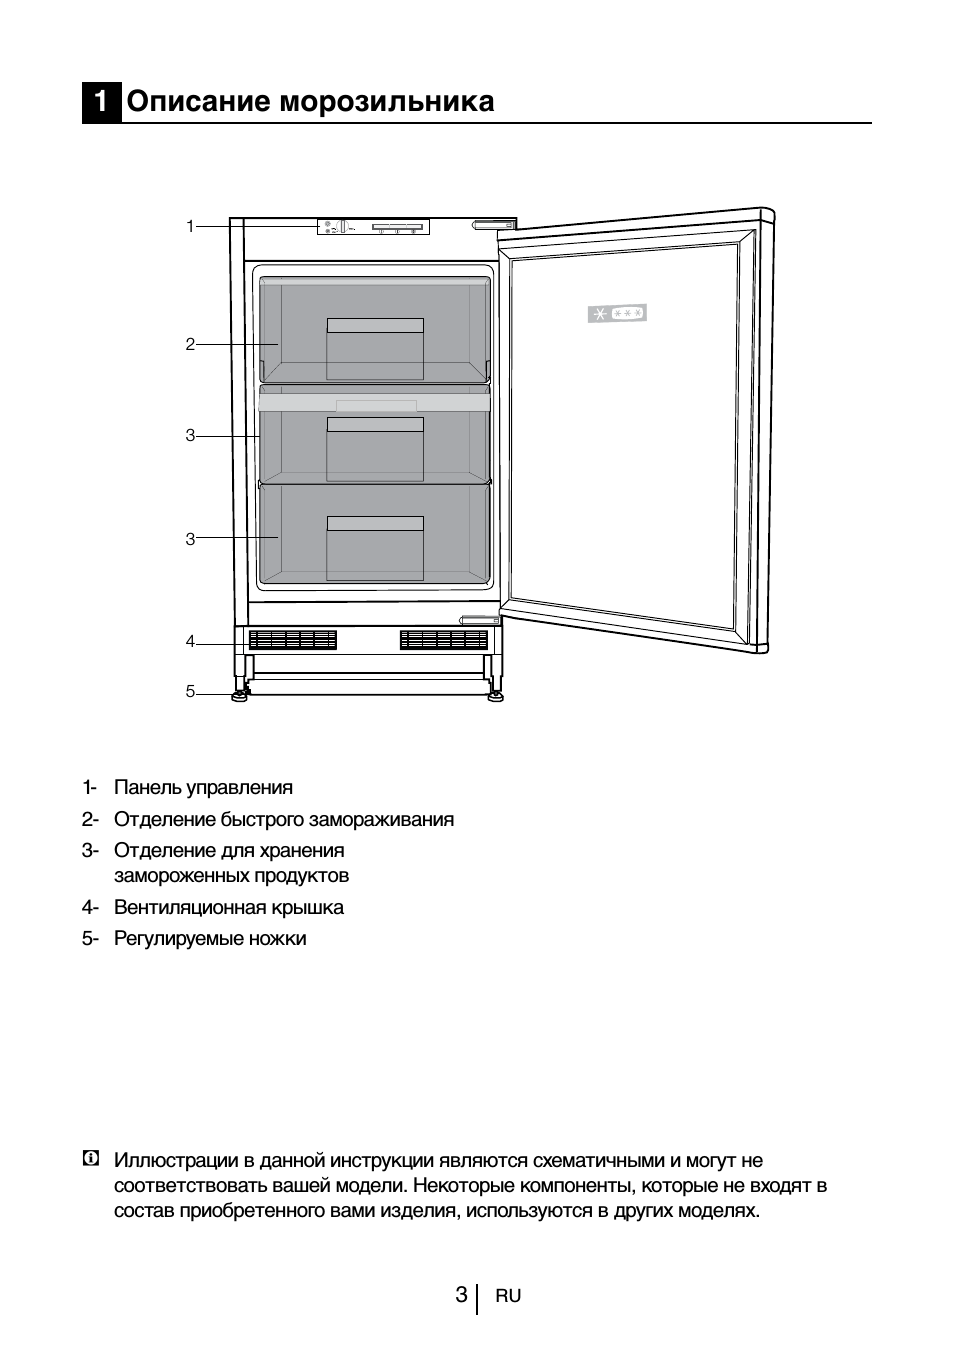 1 Описание морозильника
1
2
3
3
4
5
1- Панель управления
2- Отделение быстрого замораживания
3- Отделение для хранения
замороженных продуктов
4- Вентиляционная крышка
5- Регулируемые ножки
Иллюстрации в данной инструкции являются схематичными и могут не
соответствовать вашей модели. Некоторые компоненты, которые не входят в
состав приобретенного вами изделия, используются в других моделях.
3 RU